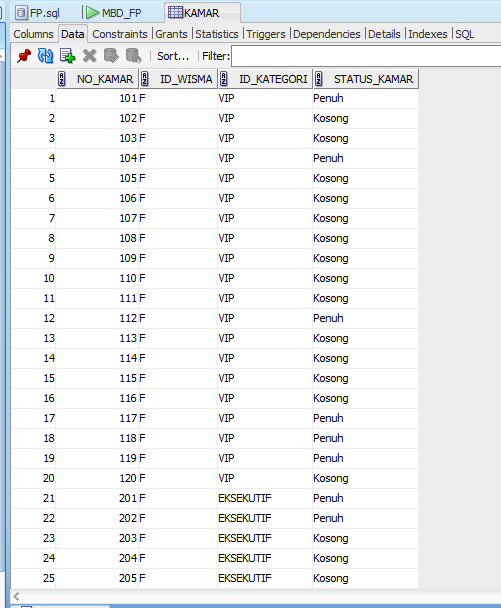 FP.sql MBD_FP KAMAR
Columns Data Constraints Grants Statistics Triggers Dependencies Details Indexes SQL
Sort... Filter:
NO_KAMAR ID_WISMA ID_KATEGORI STATUS_KAMAR
1 101 F VIP Penuh
2 102 F VIP Kosong
3 103 F VIP Kosong
4 104 F VIP Penuh
5 105 F VIP Kosong
6 106 F VIP Kosong
7 107 F VIP Kosong
8 108 F VIP Kosong
9 109 F VIP Kosong
10 110 F VIP Kosong
11 111 F VIP Kosong
12 112 F VIP Penuh
13 113 F VIP Kosong
14 114 F VIP Kosong
15 115 F VIP Kosong
16 116 F VIP Kosong
17 117 F VIP Penuh
18 118 F VIP Penuh
19 119 F VIP Penuh
20 120 F VIP Kosong
21 201 F EKSEKUTIF Penuh
22 202 F EKSEKUTIF Penuh
23 203 F EKSEKUTIF Kosong
24 204 F EKSEKUTIF Kosong
25 205 F EKSEKUTIF Kosong